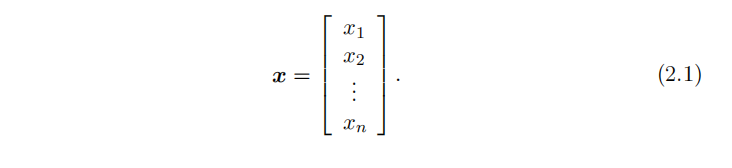 x =
x₁
x₂
⋮
xₙ
.
(2.1)